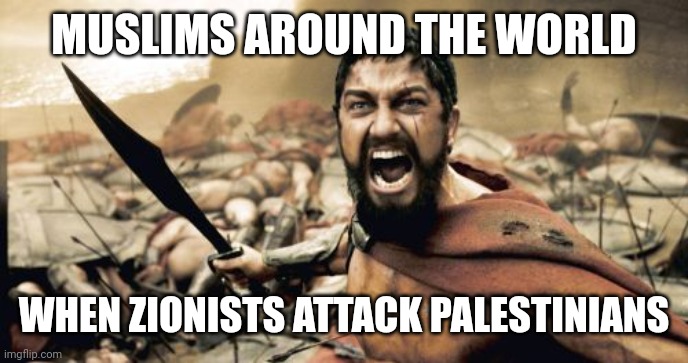 MUSLIMS AROUND THE WORLD
WHEN ZIONISTS ATTACK PALESTINIANS
imgflip.com